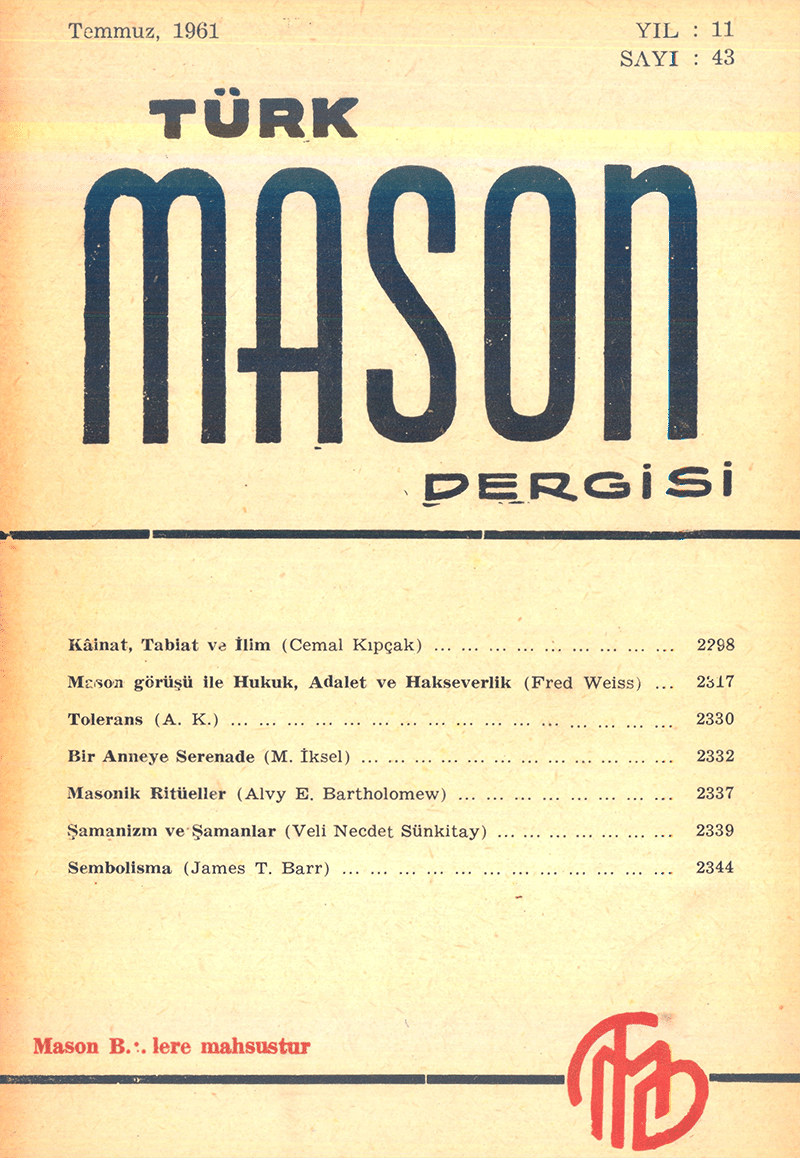 Temmuz, 1961
YIL : 11
SAYI : 43
TÜRK
MASON
DERGİSİ
Kâinat, Tabiat ve İlim (Cemal Kıpçak) ... ... ... ... ... ... ... ... ... 2298
Mason görüşü ile Hukuk, Adalet ve Hakseverlik (Fred Weiss) ... 2317
Tolerans (A. K.) ... ... ... ... ... ... ... ... ... ... ... ... ... ... ... ... 2330
Bir Anneye Serenade (M. İksel) ... ... ... ... ... ... ... ... ... ... ... ... 2332
Masonik Ritüeller (Alvy E. Bartholomew) ... ... ... ... ... ... ... ... 2337
Şamanizm ve Şamanlar (Veli Necdet Sünkitay) ... ... ... ... ... ... ... 2339
Sembolisma (James T. Barr) ... ... ... ... ... ... ... ... ... ... ... ... 2344
Mason B.∴ lere mahsustur
TMD